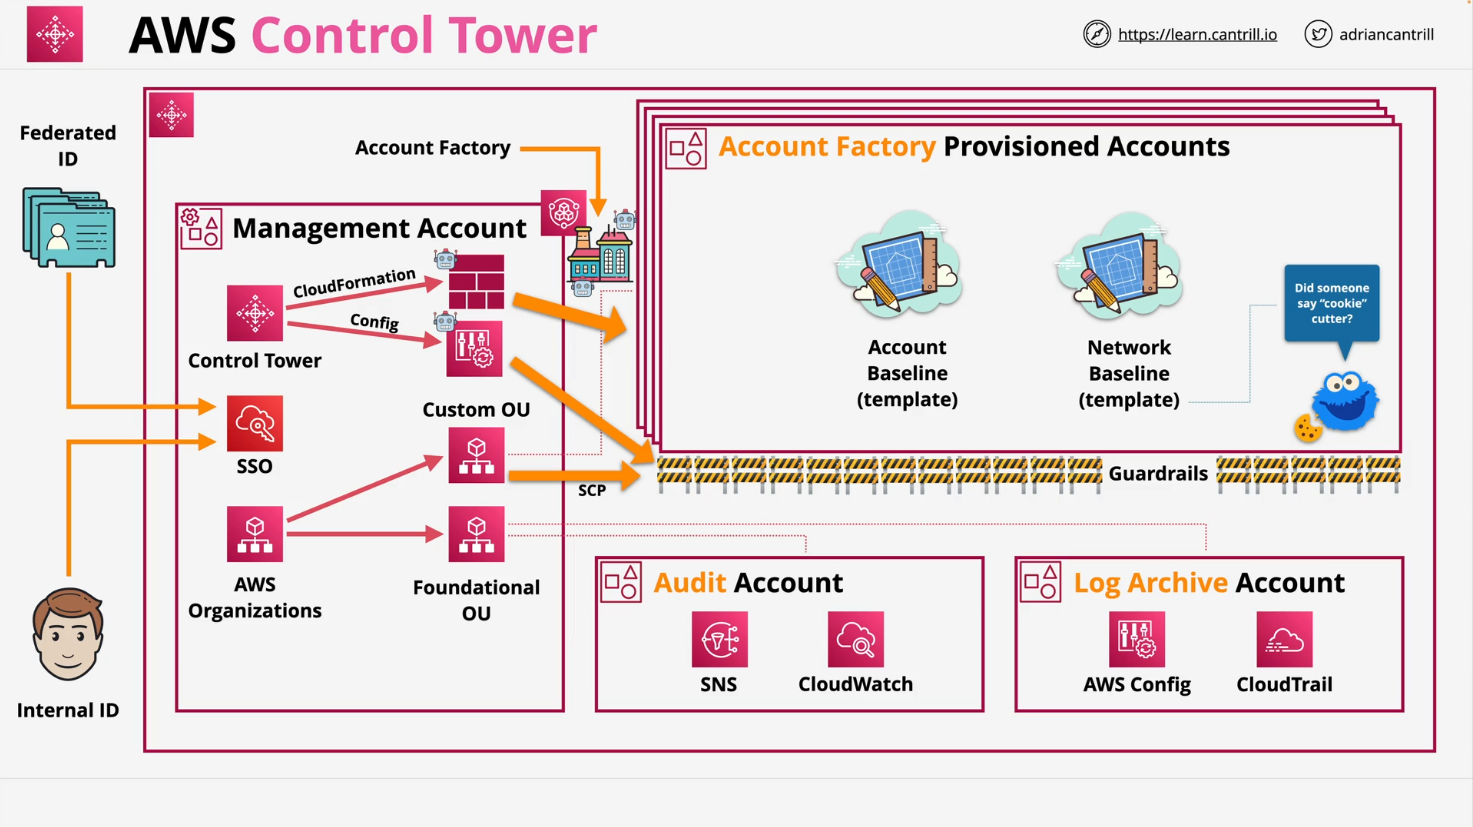 AWS Control Tower
https://learn.cantrill.io
adriancantrill
Federated
ID
Account Factory
Account Factory Provisioned Accounts
Management Account
CloudFormation
Config
Control Tower
Custom OU
SSO
SCP
AWS
Organizations
Foundational
OU
Internal ID
Account
Baseline
(template)
Network
Baseline
(template)
Did someone
say “cookie”
cutter?
Guardrails
Audit Account
SNS
CloudWatch
Log Archive Account
AWS Config
CloudTrail